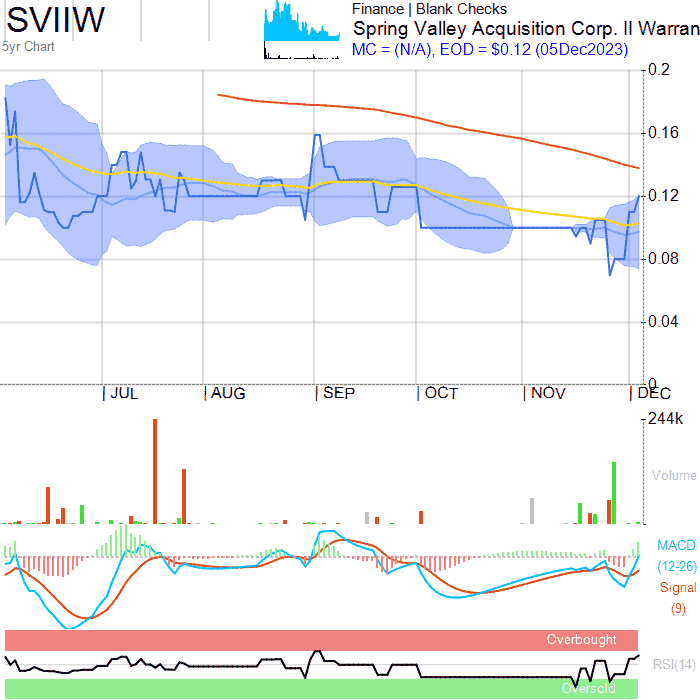 SVIIW
5yr Chart
Finance | Blank Checks
Spring Valley Acquisition Corp. II Warran
MC = (N/A), EOD = $0.12 (05Dec2023)
0.2
0.16
0.12
0.08
0.04
0
JUL
AUG
SEP
OCT
NOV
DEC
244k
Volume
MACD
(12-26)
Signal
(9)
Overbought
RSI(14)
Oversold